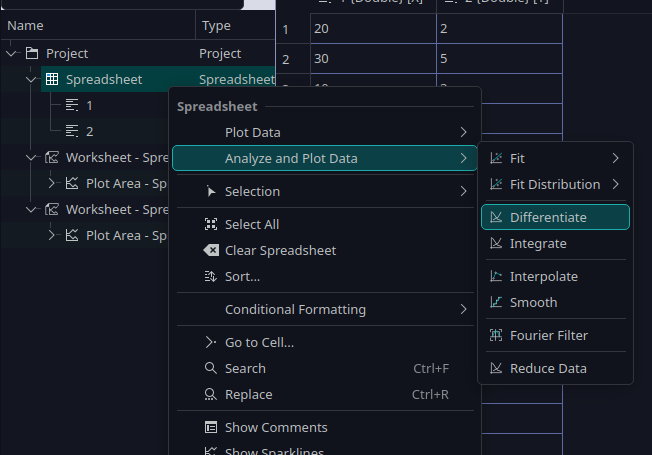 Name Type
1 {Double} [X] 2 {Double} [Y]
Project Project
1 20 2
Spreadsheet Spreadsheet
2 30 5
1
2
Worksheet - Spre
Plot Area - Sp
Worksheet - Spre
Plot Area - Sp
Spreadsheet
Plot Data
Analyze and Plot Data
Selection
Select All
Clear Spreadsheet
Sort...
Conditional Formatting
Go to Cell...
Search Ctrl+F
Replace Ctrl+R
Show Comments
Show Sparklines
Fit
Fit Distribution
Differentiate
Integrate
Interpolate
Smooth
Fourier Filter
Reduce Data